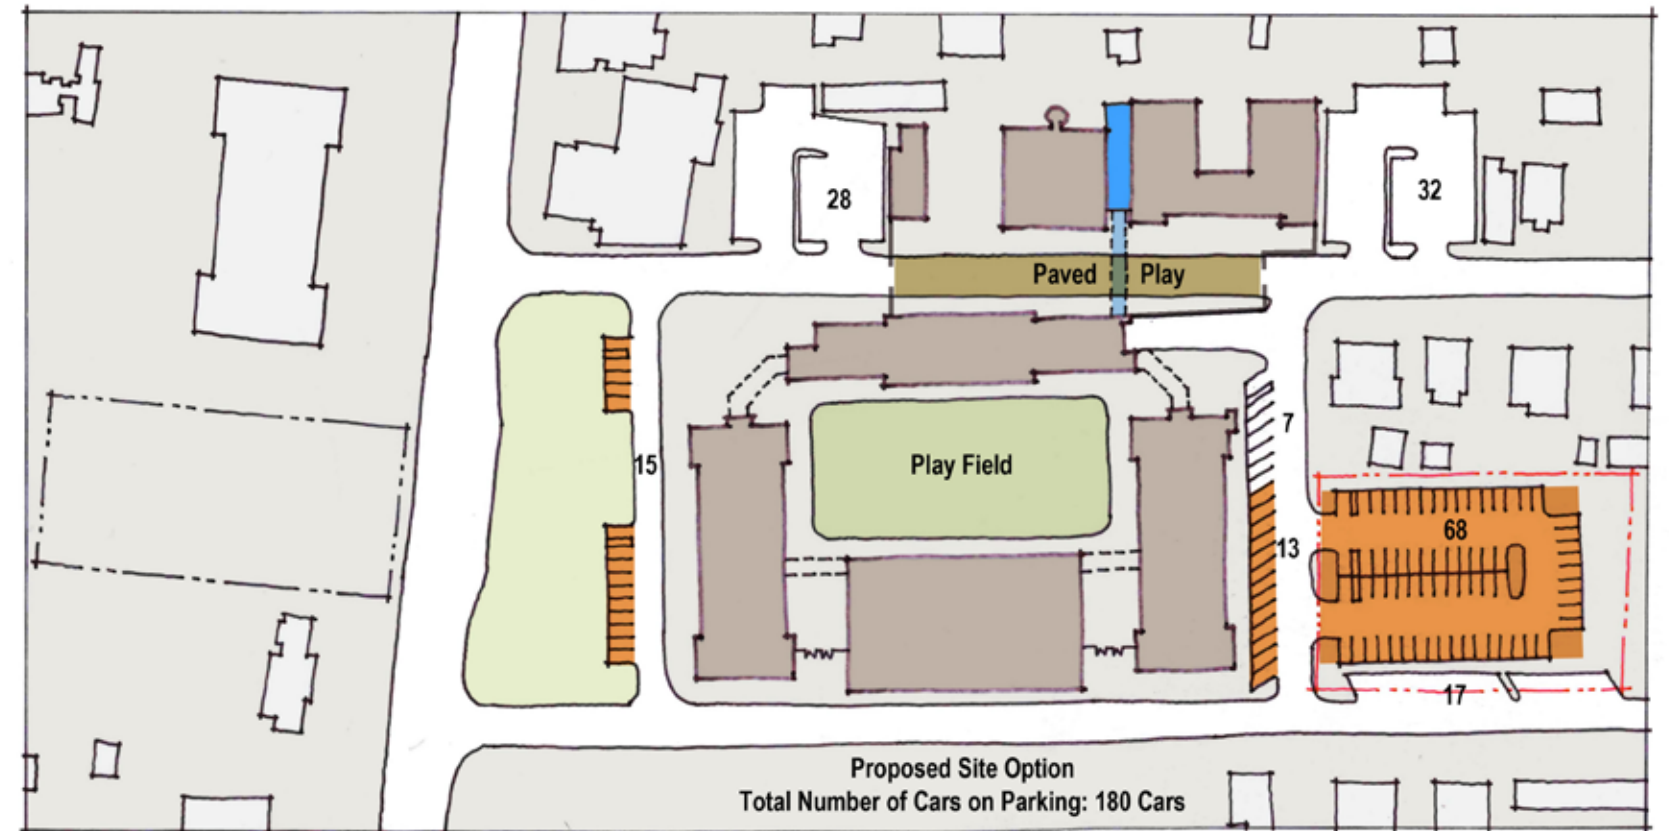 28
32
Paved Play
7
15
Play Field
13
68
17
Proposed Site Option
Total Number of Cars on Parking: 180 Cars